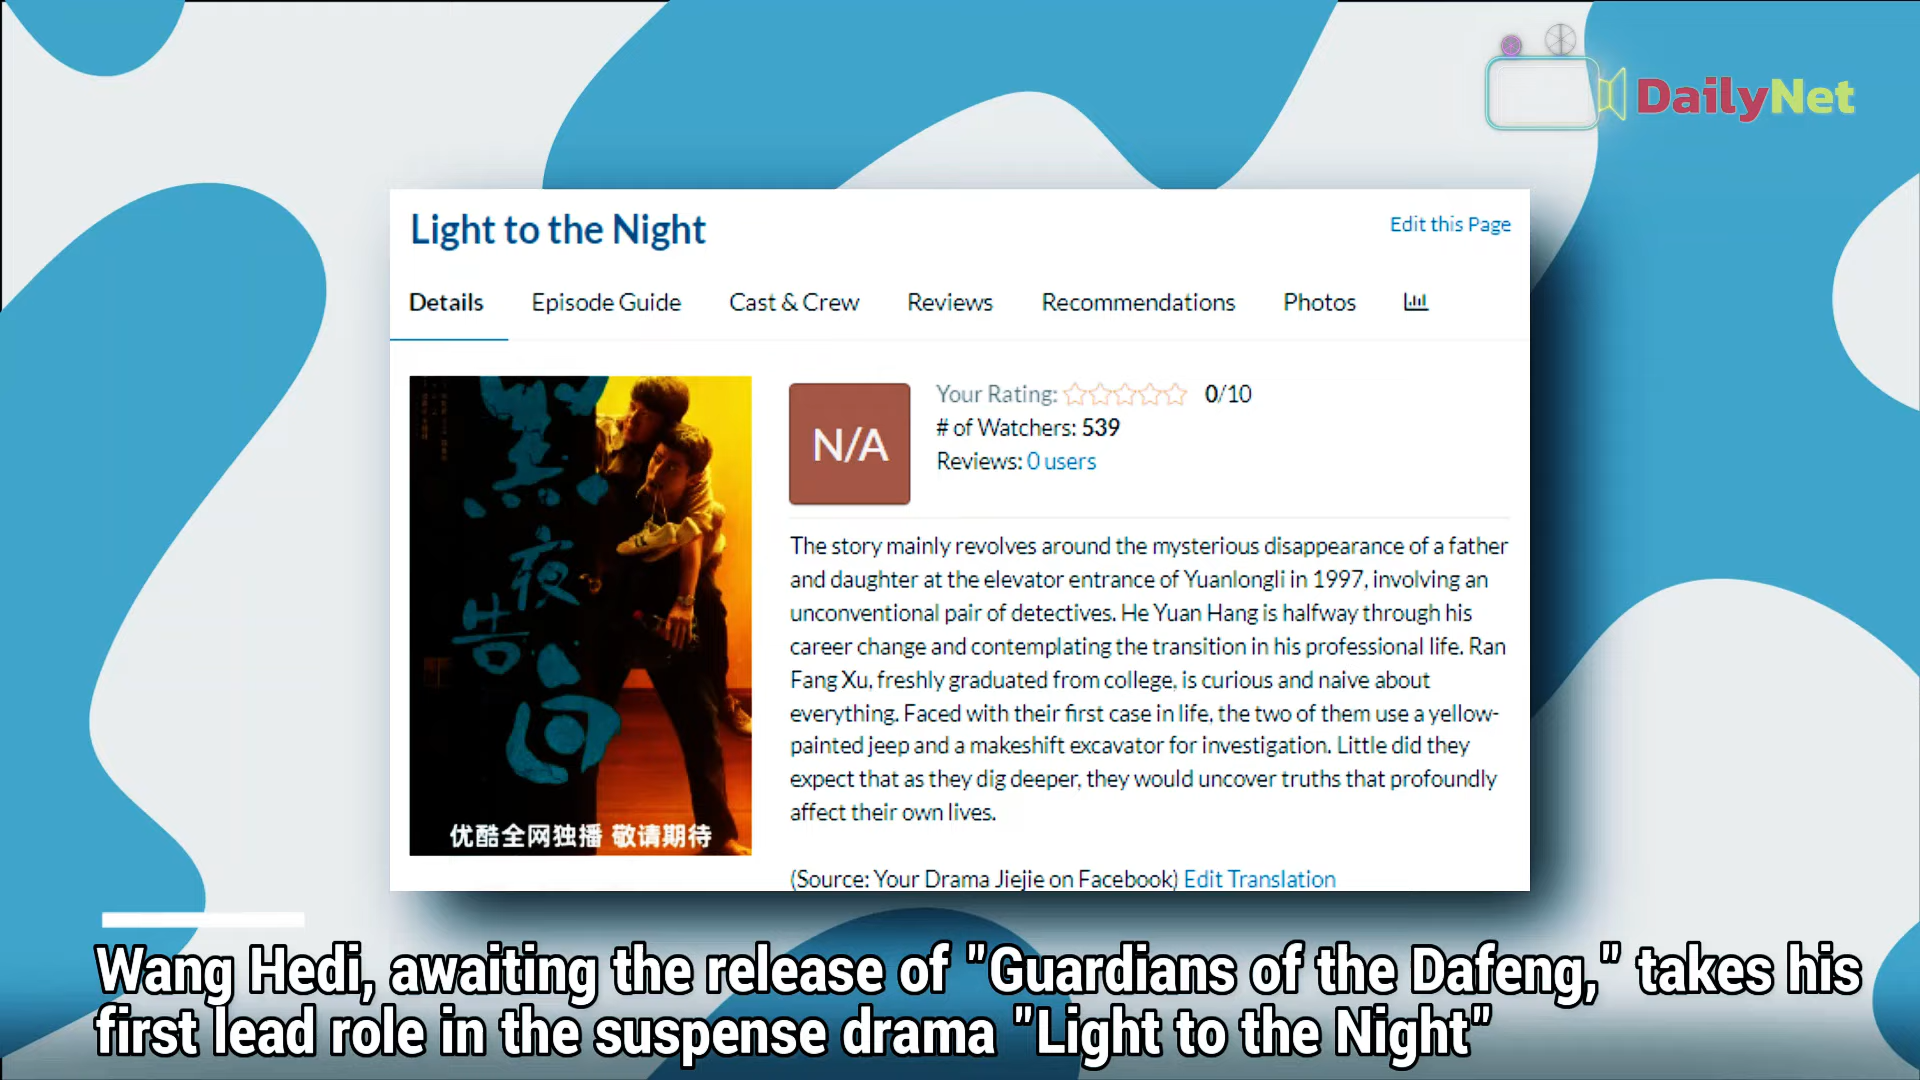 DailyNet
Light to the Night
Edit this Page
Details Episode Guide Cast & Crew Reviews Recommendations Photos
黑
夜
告
白
优酷全网独播 敬请期待
N/A
Your Rating: 0/10
# of Watchers: 539
Reviews: 0 users
The story mainly revolves around the mysterious disappearance of a father
and daughter at the elevator entrance of Yuanlongli in 1997, involving an
unconventional pair of detectives. He Yuan Hang is halfway through his
career change and contemplating the transition in his professional life. Ran
Fang Xu, freshly graduated from college, is curious and naive about
everything. Faced with their first case in life, the two of them use a yellow-
painted jeep and a makeshift excavator for investigation. Little did they
expect that as they dig deeper, they would uncover truths that profoundly
affect their own lives.
(Source: Your Drama Jiejie on Facebook) Edit Translation
Wang Hedi, awaiting the release of "Guardians of the Dafeng," takes his
first lead role in the suspense drama "Light to the Night"